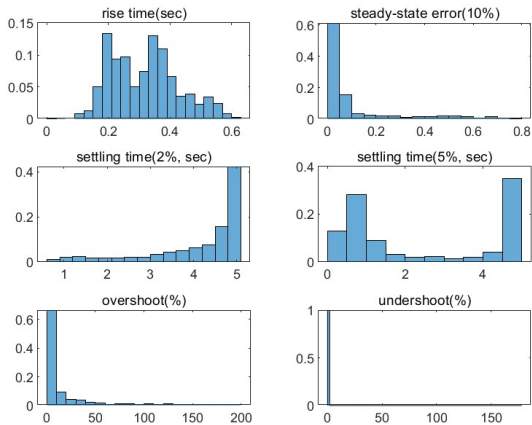 rise time(sec)
0.15
0.1
0.05
0
0 0.2 0.4 0.6
steady-state error(10%)
0.6
0.4
0.2
0
0 0.2 0.4 0.6 0.8
settling time(2%, sec)
0.4
0.2
0
1 2 3 4 5
settling time(5%, sec)
0.4
0.2
0
0 2 4
overshoot(%)
0.6
0.4
0.2
0
0 50 100 150 200
undershoot(%)
1
0.5
0
0 50 100 150